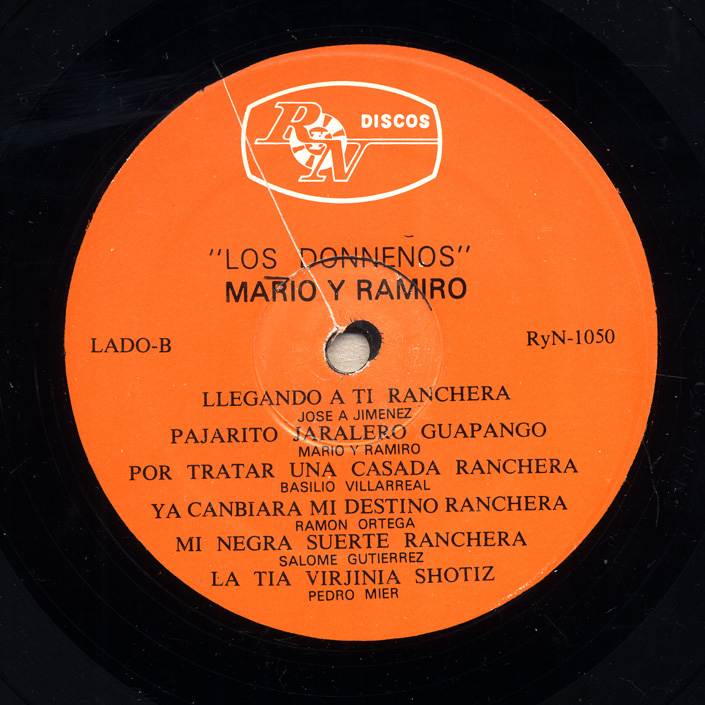 RyN DISCOS
"LOS DONNEÑOS"
MARIO Y RAMIRO
LADO-B
RyN-1050
LLEGANDO A TI RANCHERA
JOSE A JIMENEZ
PAJARITO JARALERO GUAPANGO
MARIO Y RAMIRO
POR TRATAR UNA CASADA RANCHERA
BASILIO VILLARREAL
YA CANBIARA MI DESTINO RANCHERA
RAMON ORTEGA
MI NEGRA SUERTE RANCHERA
SALOME GUTIERREZ
LA TIA VIRJINIA SHOTIZ
PEDRO MIER